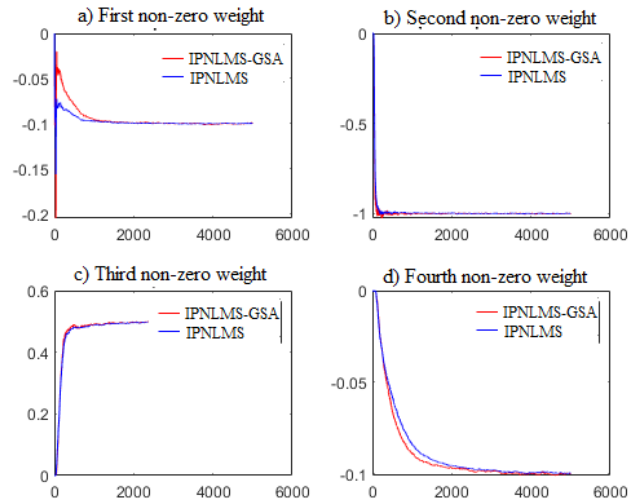 a) First non-zero weight
0
-0.05
-0.1
-0.15
-0.2
0 2000 4000 6000
IPNLMS-GSA
IPNLMS
b) Second non-zero weight
0
-0.5
-1
0 2000 4000 6000
IPNLMS-GSA
IPNLMS
c) Third non-zero weight
0.6
0.4
0.2
0
0 2000 4000 6000
IPNLMS-GSA
IPNLMS
d) Fourth non-zero weight
0
-0.05
-0.1
0 2000 4000 6000
IPNLMS-GSA
IPNLMS